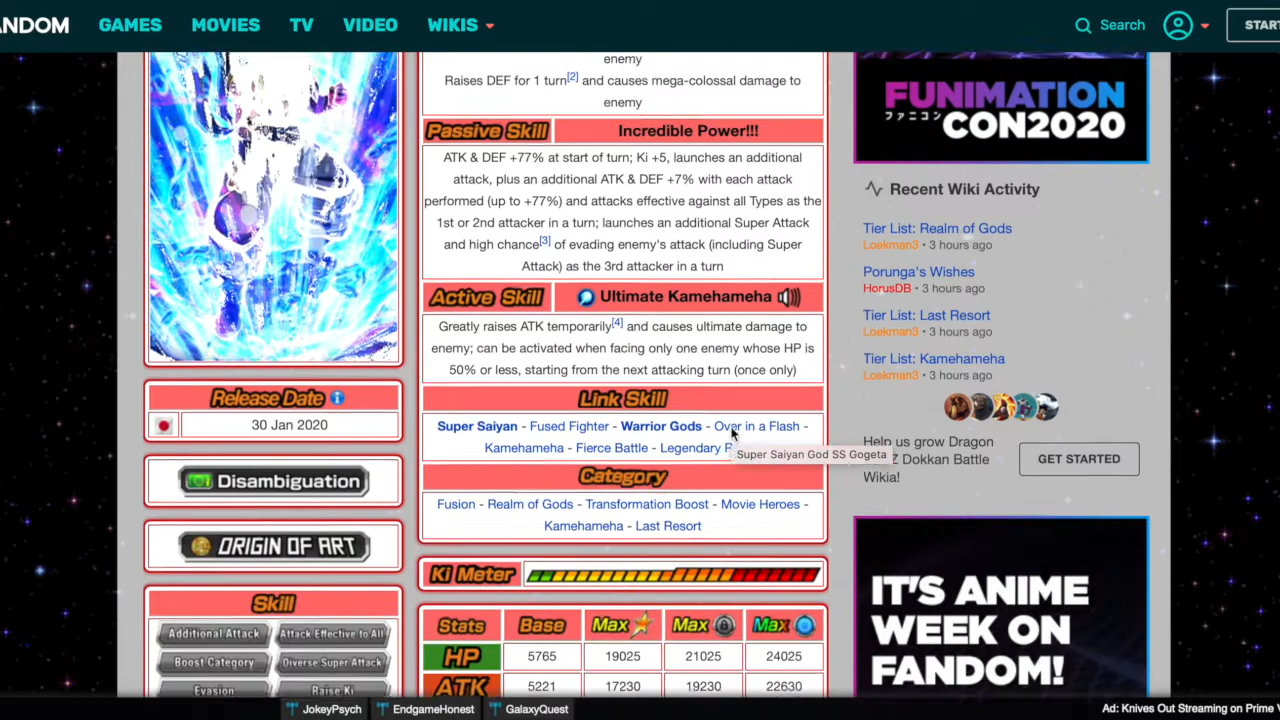 ANDOM GAMES MOVIES TV VIDEO WIKIS Search START
enemy
Raises DEF for 1 turn[2] and causes mega-colossal damage to
enemy
Passive Skill Incredible Power!!!
ATK & DEF +77% at start of turn; Ki +5, launches an additional
attack, plus an additional ATK & DEF +7% with each attack
performed (up to +77%) and attacks effective against all Types as the
1st or 2nd attacker in a turn; launches an additional Super Attack
and high chance[3] of evading enemy's attack (including Super
Attack) as the 3rd attacker in a turn
Active Skill Ultimate Kamehameha
Greatly raises ATK temporarily[4] and causes ultimate damage to
enemy; can be activated when facing only one enemy whose HP is
50% or less, starting from the next attacking turn (once only)
Link Skill
Super Saiyan - Fused Fighter - Warrior Gods - Over in a Flash -
Kamehameha - Fierce Battle - Legendary P
Super Saiyan God SS Gogeta
Category
Fusion - Realm of Gods - Transformation Boost - Movie Heroes -
Kamehameha - Last Resort
Ki Meter
Stats Base Max Max Max
HP 5765 19025 21025 24025
ATK 5221 17230 19230 22630
Release Date
30 Jan 2020
Disambiguation
ORIGIN OF ART
Skill
Additional Attack Attack Effective to All
Boost Category Diverse Super Attack
Evasion Raise Ki
FUNIMATION
ファニコン CON2020
Recent Wiki Activity
Tier List: Realm of Gods
Loekman3 • 3 hours ago
Porunga's Wishes
HorusDB • 3 hours ago
Tier List: Last Resort
Loekman3 • 3 hours ago
Tier List: Kamehameha
Loekman3 • 3 hours ago
Help us grow Dragon
Z Dokkan Battle
Wikia!
GET STARTED
IT'S ANIME
WEEK ON
FANDOM!
JokeyPsych EndgameHonest GalaxyQuest Ad: Knives Out Streaming on Prime V